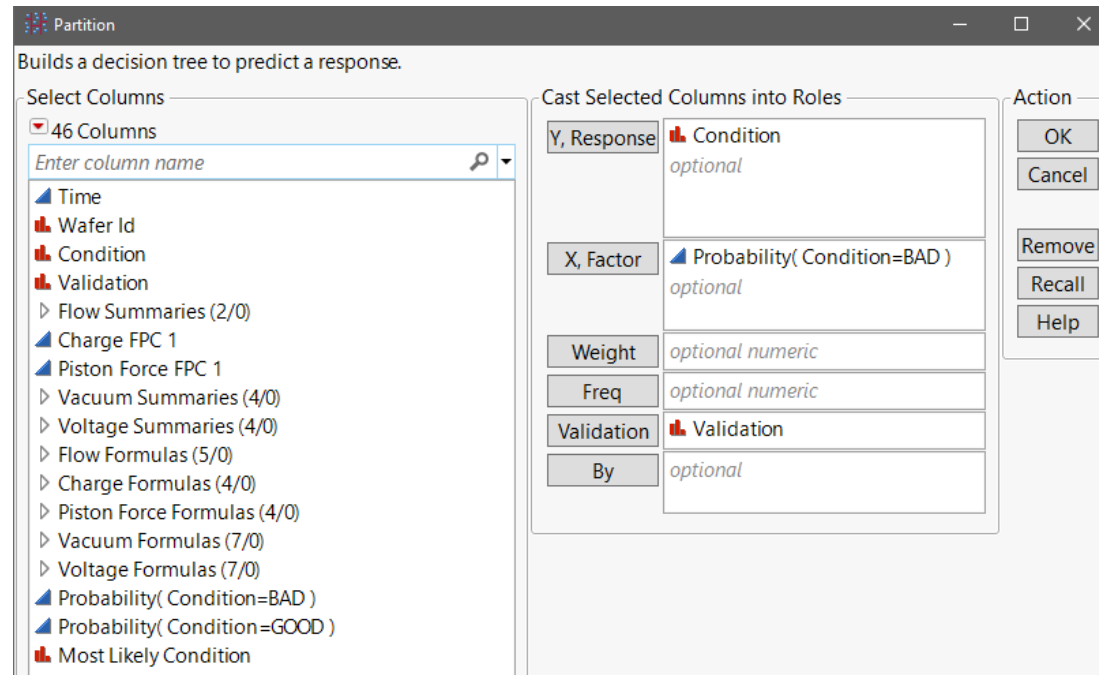 Partition
Builds a decision tree to predict a response.
Select Columns
46 Columns
Enter column name
Time
Wafer Id
Condition
Validation
Flow Summaries (2/0)
Charge FPC 1
Piston Force FPC 1
Vacuum Summaries (4/0)
Voltage Summaries (4/0)
Flow Formulas (5/0)
Charge Formulas (4/0)
Piston Force Formulas (4/0)
Vacuum Formulas (7/0)
Voltage Formulas (7/0)
Probability( Condition=BAD )
Probability( Condition=GOOD )
Most Likely Condition
Cast Selected Columns into Roles
Y, Response
Condition
optional
X, Factor
Probability( Condition=BAD )
optional
Weight
optional numeric
Freq
optional numeric
Validation
Validation
By
optional
Action
OK
Cancel
Remove
Recall
Help